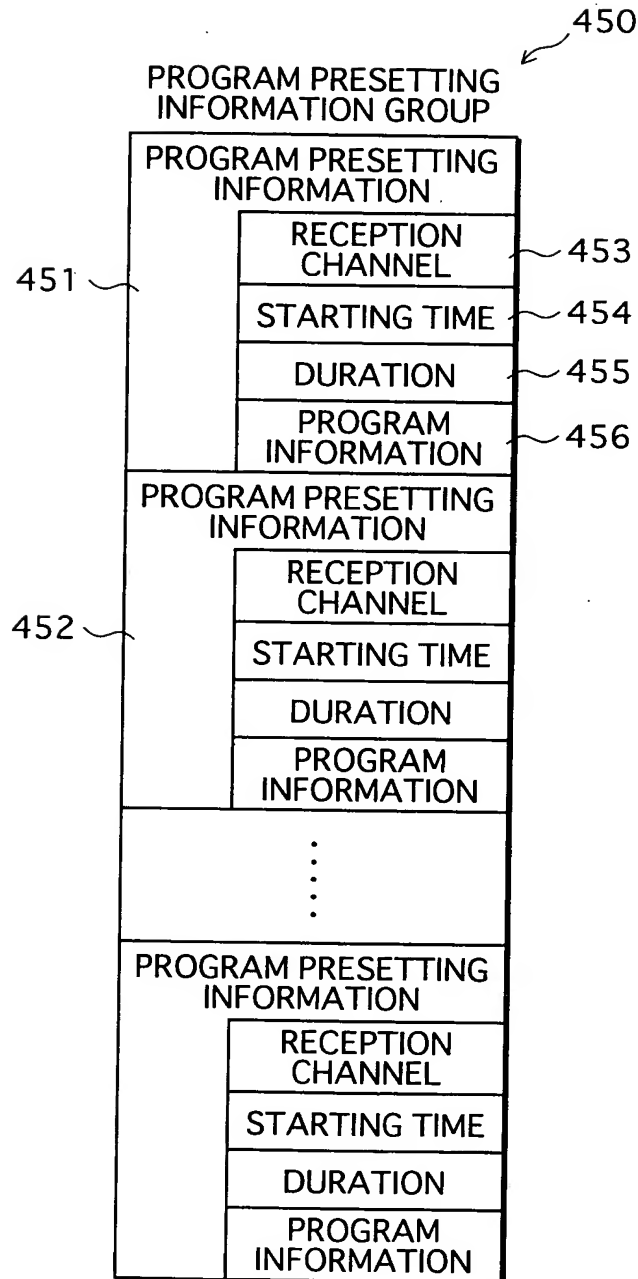 450
PROGRAM PRESETTING
INFORMATION GROUP
PROGRAM PRESETTING
INFORMATION
RECEPTION
CHANNEL
453
451
STARTING TIME
454
DURATION
455
PROGRAM
INFORMATION
456
PROGRAM PRESETTING
INFORMATION
RECEPTION
CHANNEL
452
STARTING TIME
DURATION
PROGRAM
INFORMATION
PROGRAM PRESETTING
INFORMATION
RECEPTION
CHANNEL
STARTING TIME
DURATION
PROGRAM
INFORMATION